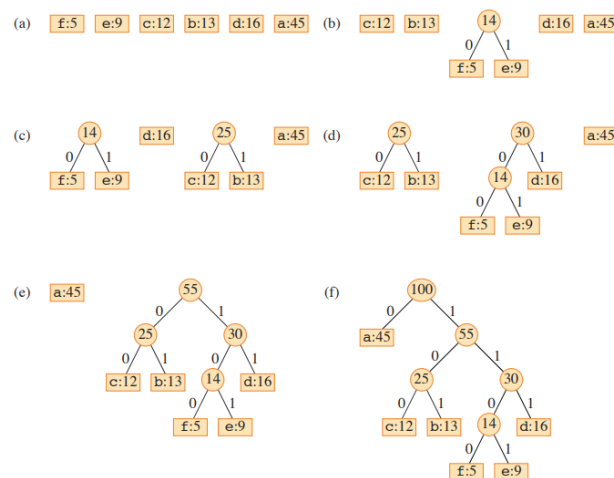 (a) f:5 e:9 c:12 b:13 d:16 a:45
(b) c:12 b:13 14 d:16 a:45
0 1
f:5 e:9
(c) 14 d:16 25 a:45
0 1 0 1
f:5 e:9 c:12 b:13
(d) 25 30 a:45
0 1 0 1
c:12 b:13 14 d:16
0 1
f:5 e:9
(e) a:45 55
0 1
25 30
0 1 0 1
c:12 b:13 14 d:16
0 1
f:5 e:9
(f) 100
0 1
a:45 55
0 1
25 30
0 1 0 1
c:12 b:13 14 d:16
0 1
f:5 e:9